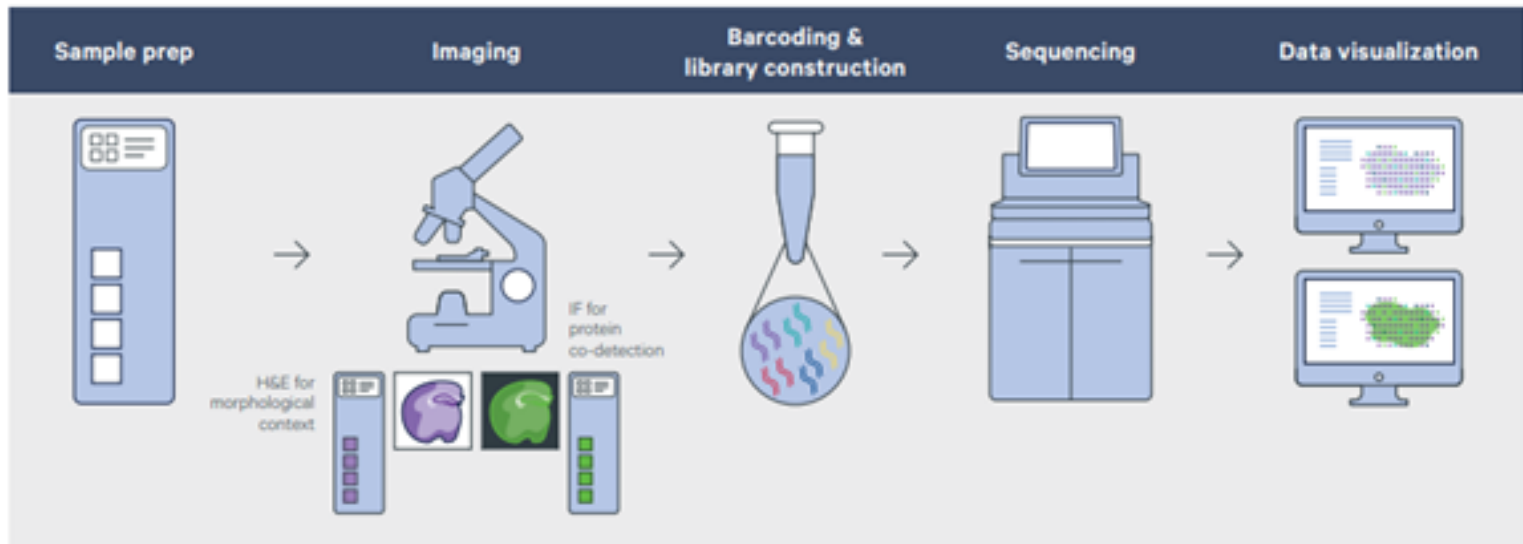 Sample prep
Imaging
Barcoding &
library construction
Sequencing
Data visualization
IF for
protein
co-detection
H&E for
morphological
context